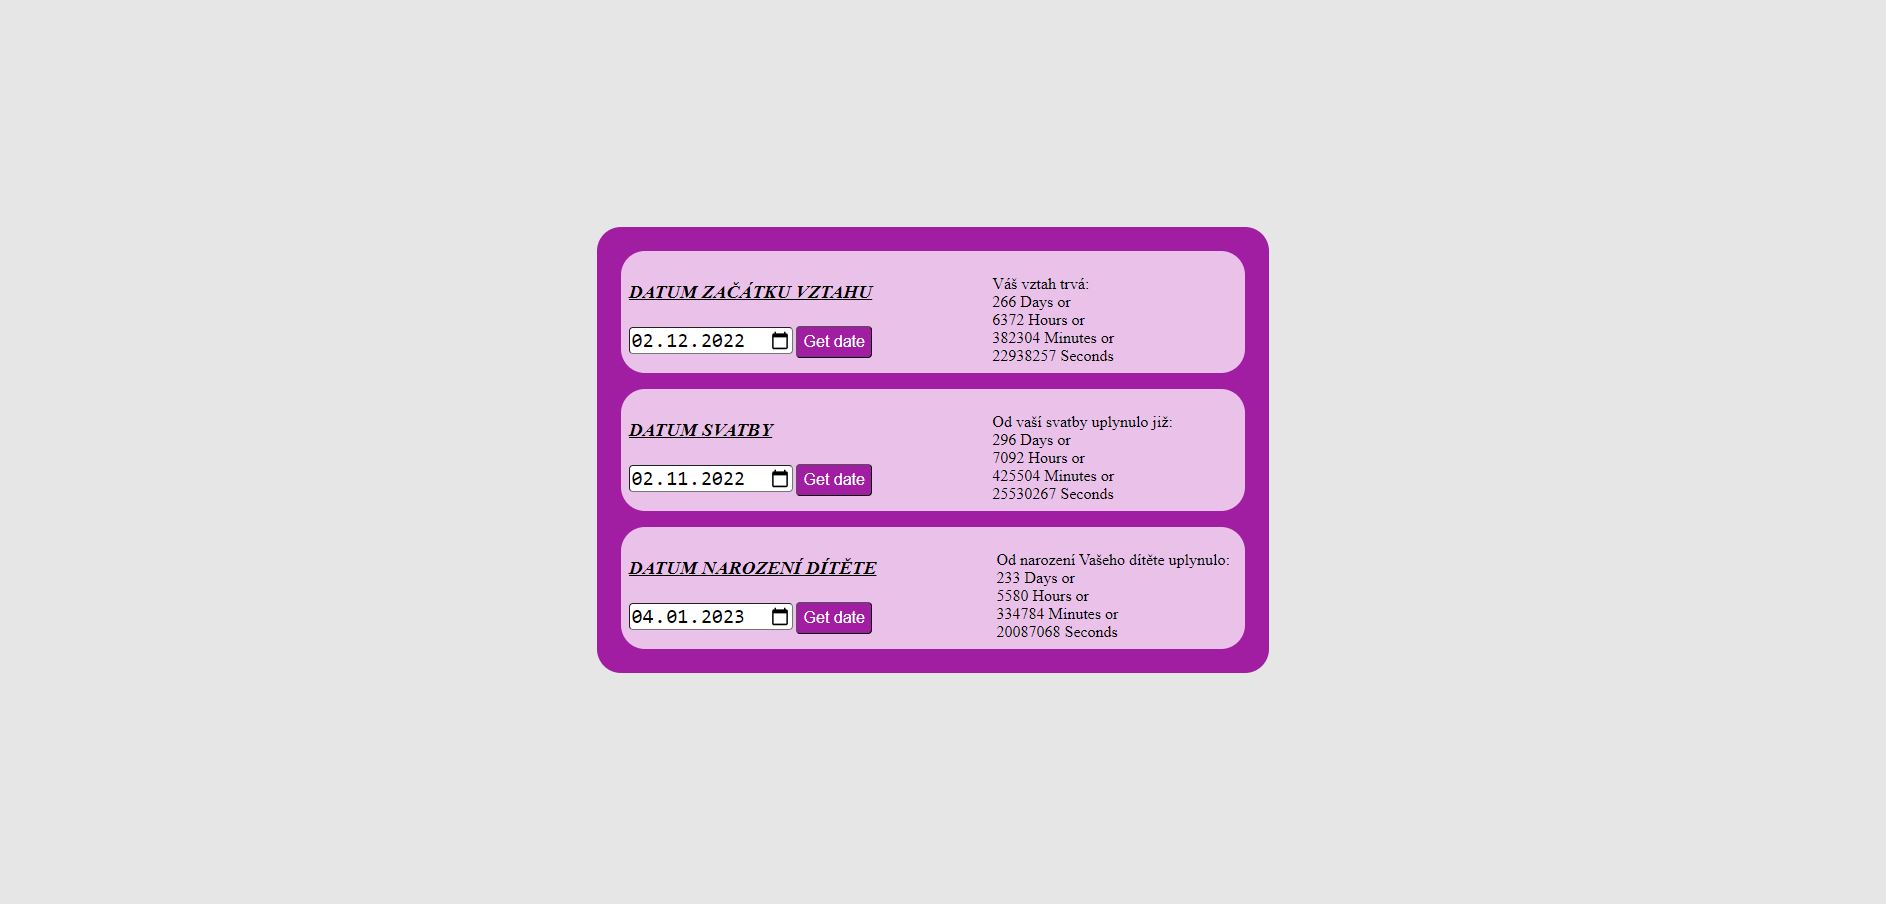 DATUM ZAČÁTKU VZTAHU
02.12.2022 Get date
Váš vztah trvá:
266 Days or
6372 Hours or
382304 Minutes or
22938257 Seconds
DATUM SVATBY
02.11.2022 Get date
Od vaší svatby uplynulo již:
296 Days or
7092 Hours or
425504 Minutes or
25530267 Seconds
DATUM NAROZENÍ DÍTĚTE
04.01.2023 Get date
Od narození Vašeho dítěte uplynulo:
233 Days or
5580 Hours or
334784 Minutes or
20087068 Seconds